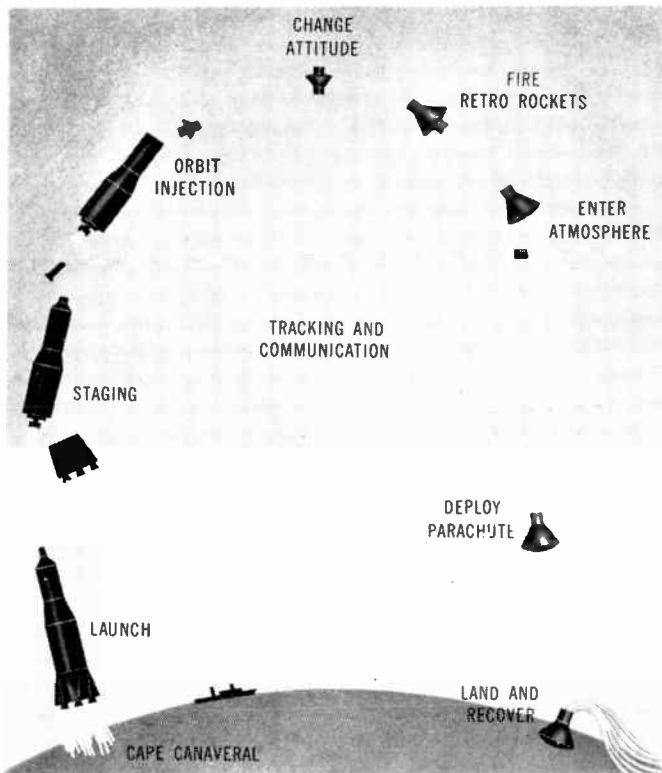 CHANGE
ATTITUDE
FIRE
RETRO ROCKETS
ORBIT
INJECTION
ENTER
ATMOSPHERE
TRACKING AND
COMMUNICATION
STAGING
DEPLOY
PARACHUTE
LAUNCH
LAND AND
RECOVER
CAPE CANAVERAL